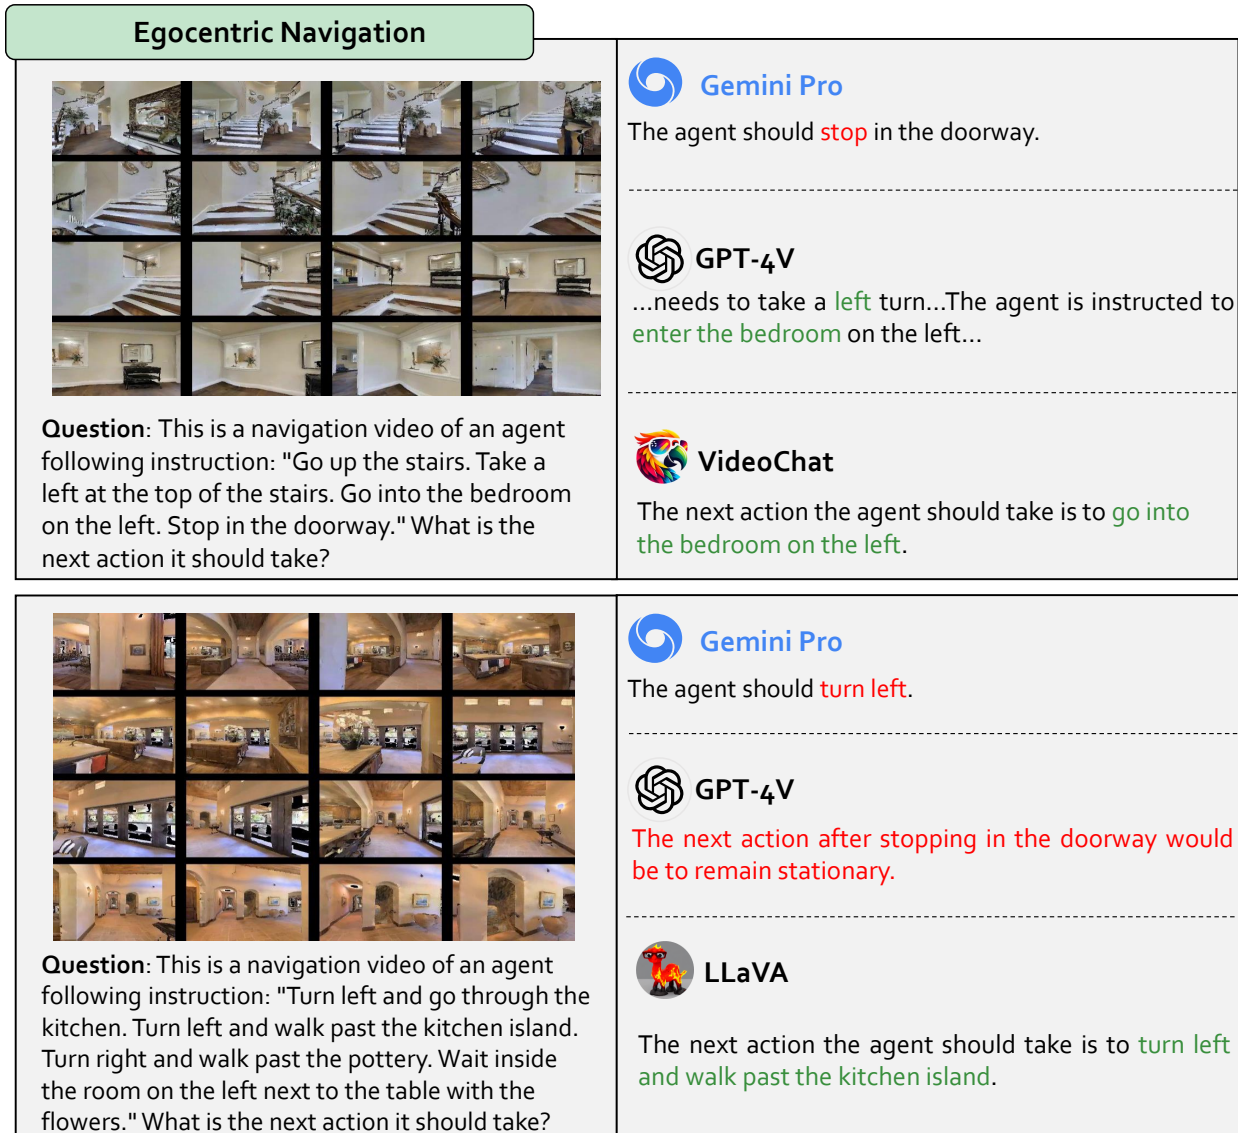 Egocentric Navigation
Gemini Pro
The agent should stop in the doorway.
GPT-4V
...needs to take a left turn...The agent is instructed to
enter the bedroom on the left...
VideoChat
The next action the agent should take is to go into
the bedroom on the left.
Question: This is a navigation video of an agent
following instruction: "Go up the stairs. Take a
left at the top of the stairs. Go into the bedroom
on the left. Stop in the doorway." What is the
next action it should take?
Gemini Pro
The agent should turn left.
GPT-4V
The next action after stopping in the doorway would
be to remain stationary.
LLaVA
The next action the agent should take is to turn left
and walk past the kitchen island.
Question: This is a navigation video of an agent
following instruction: "Turn left and go through the
kitchen. Turn left and walk past the kitchen island.
Turn right and walk past the pottery. Wait inside
the room on the left next to the table with the
flowers." What is the next action it should take?